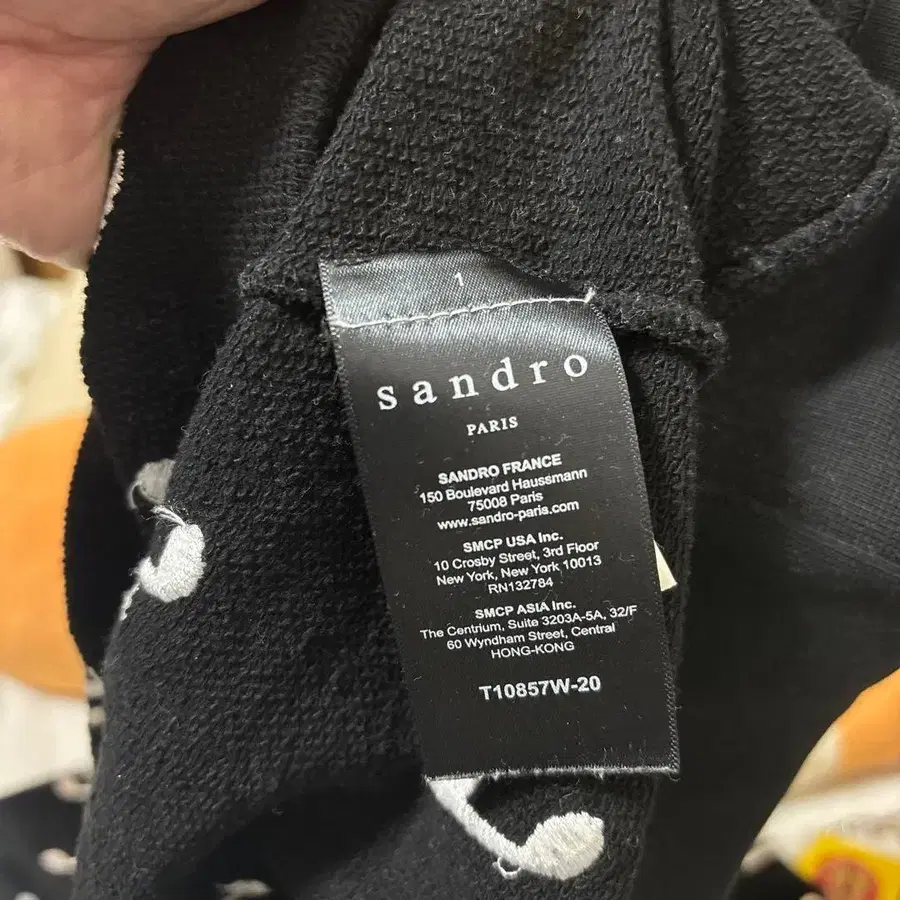 1
sandro
PARIS
SANDRO FRANCE
150 Boulevard Haussmann
75008 Paris
www.sandro-paris.com
SMCP USA Inc.
10 Crosby Street, 3rd Floor
New York, New York 10013
RN132784
SMCP ASIA Inc.
The Centrium, Suite 3203A-5A, 32/F
60 Wyndham Street, Central
HONG-KONG
T10857W-20